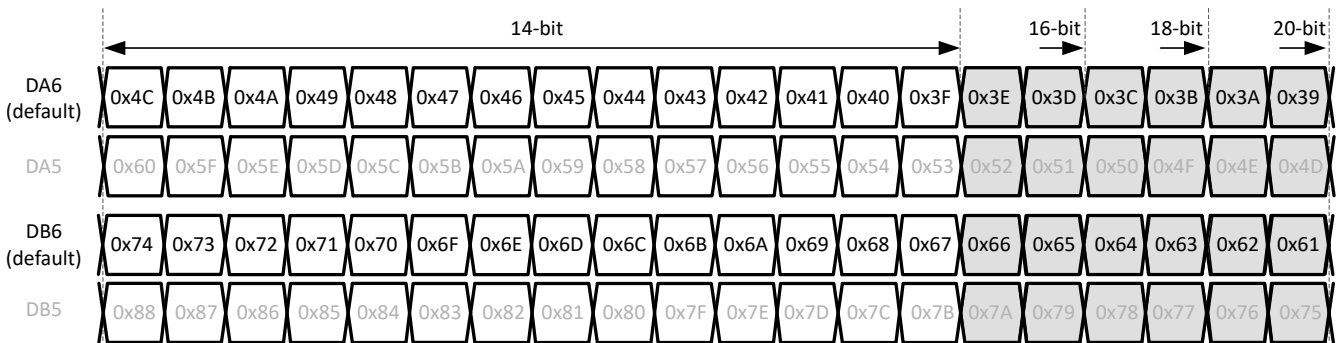 14-bit 16-bit 18-bit 20-bit
DA6
(default)
0x4C 0x4B 0x4A 0x49 0x48 0x47 0x46 0x45 0x44 0x43 0x42 0x41 0x40 0x3F 0x3E 0x3D 0x3C 0x3B 0x3A 0x39
DA5 0x60 0x5F 0x5E 0x5D 0x5C 0x5B 0x5A 0x59 0x58 0x57 0x56 0x55 0x54 0x53 0x52 0x51 0x50 0x4F 0x4E 0x4D
DB6
(default)
0x74 0x73 0x72 0x71 0x70 0x6F 0x6E 0x6D 0x6C 0x6B 0x6A 0x69 0x68 0x67 0x66 0x65 0x64 0x63 0x62 0x61
DB5 0x88 0x87 0x86 0x85 0x84 0x83 0x82 0x81 0x80 0x7F 0x7E 0x7D 0x7C 0x7B 0x7A 0x79 0x78 0x77 0x76 0x75